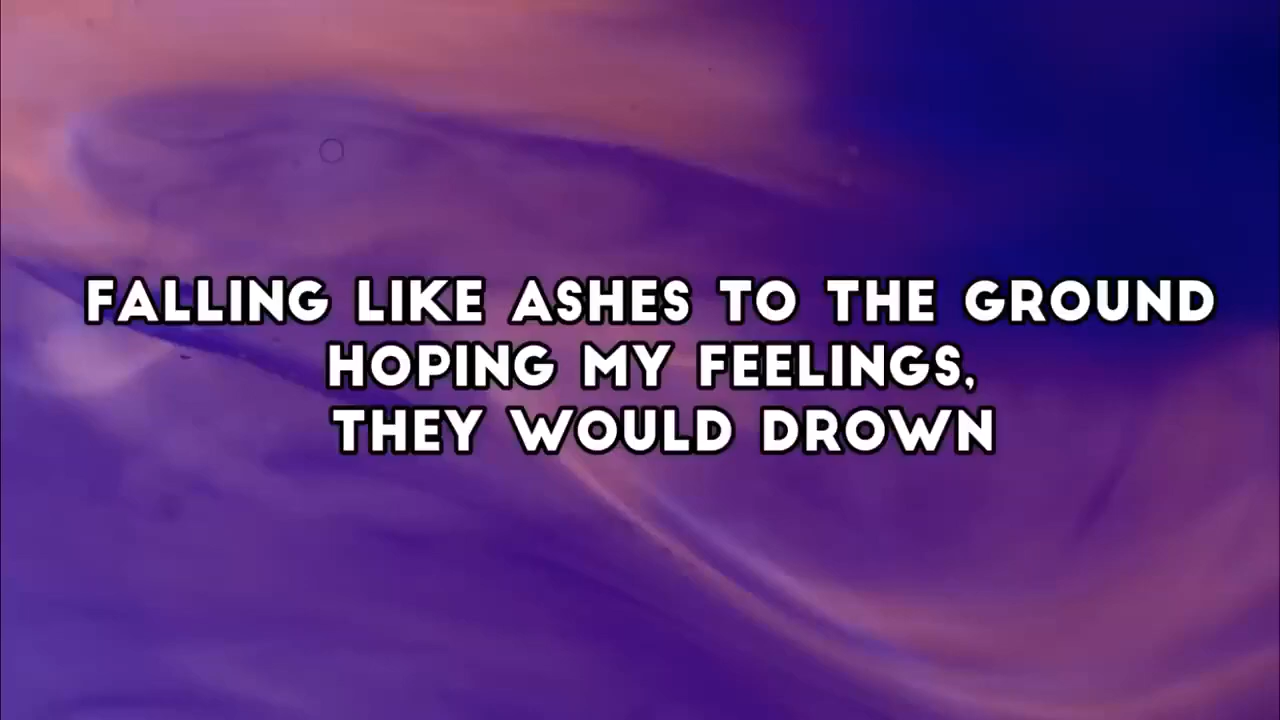 FALLING LIKE ASHES TO THE GROUND
HOPING MY FEELINGS,
THEY WOULD DROWN